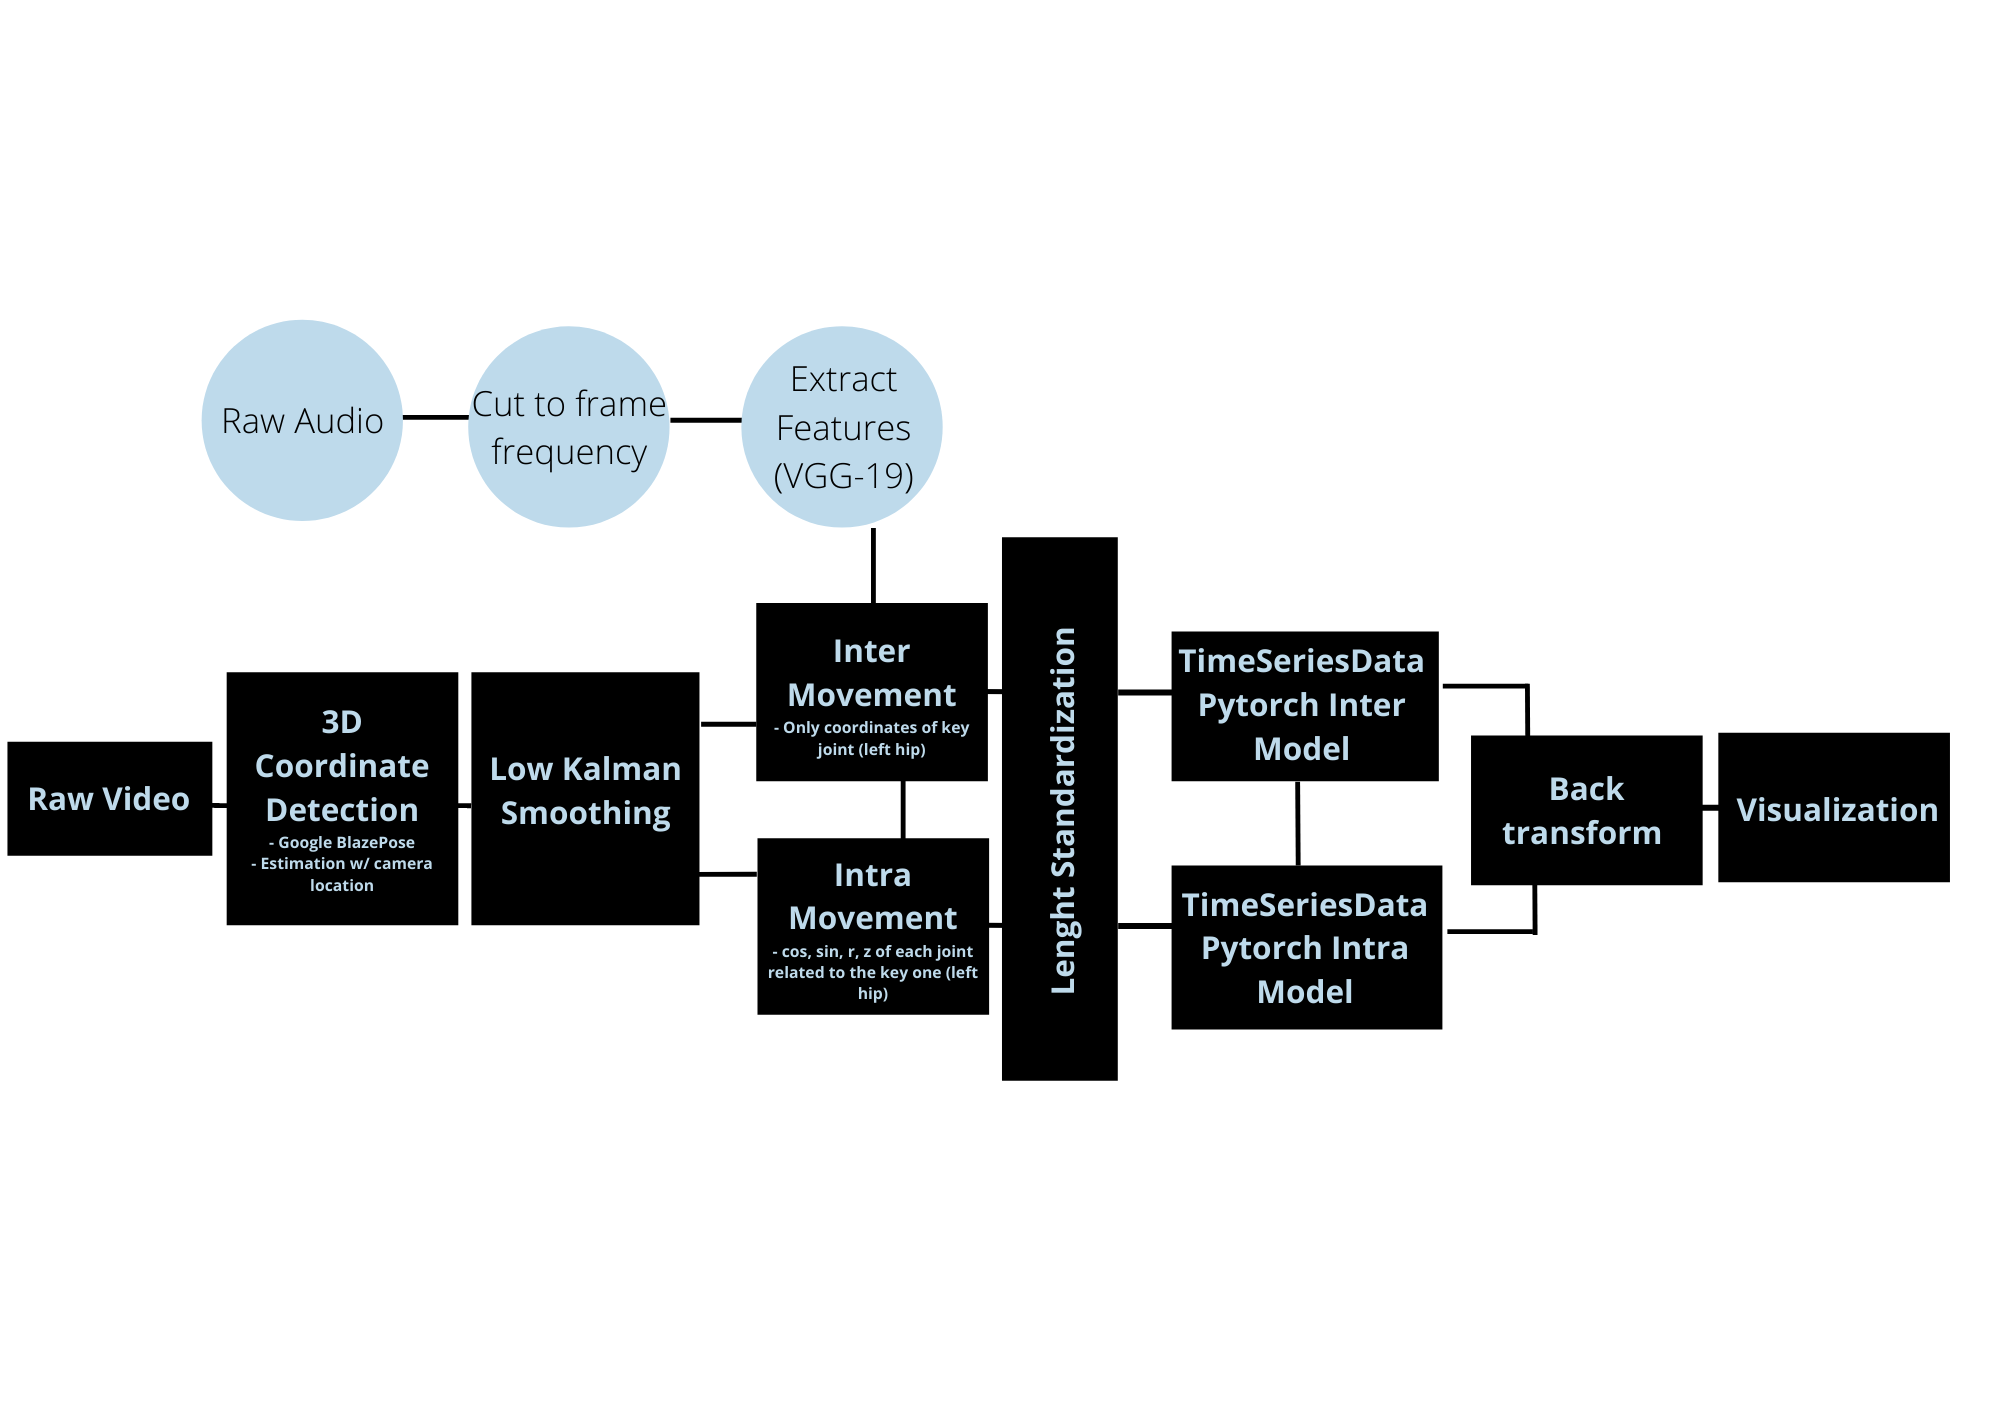 Raw Audio
Cut to frame
frequency
Extract
Features
(VGG-19)
Raw Video
3D
Coordinate
Detection
- Google BlazePose
- Estimation w/ camera
location
Low Kalman
Smoothing
Inter
Movement
- Only coordinates of key
joint (left hip)
Intra
Movement
- cos, sin, r, z of each joint
related to the key one (left
hip)
Lenght Standardization
TimeSeriesData
Pytorch Inter
Model
TimeSeriesData
Pytorch Intra
Model
Back
transform
Visualization